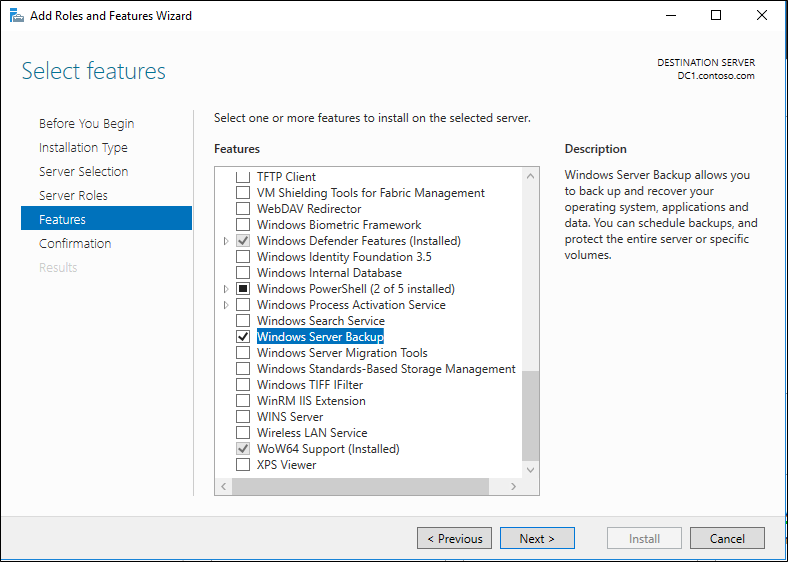 Add Roles and Features Wizard
Select features
DESTINATION SERVER
DC1.contoso.com
Before You Begin
Installation Type
Server Selection
Server Roles
Features
Confirmation
Results
Select one or more features to install on the selected server.
Features
TFTP Client
VM Shielding Tools for Fabric Management
WebDAV Redirector
Windows Biometric Framework
Windows Defender Features (Installed)
Windows Identity Foundation 3.5
Windows Internal Database
Windows PowerShell (2 of 5 installed)
Windows Process Activation Service
Windows Search Service
Windows Server Backup
Windows Server Migration Tools
Windows Standards-Based Storage Management
Windows TIFF IFilter
WinRM IIS Extension
WINS Server
Wireless LAN Service
WoW64 Support (Installed)
XPS Viewer
Description
Windows Server Backup allows you
to back up and recover your
operating system, applications and
data. You can schedule backups, and
protect the entire server or specific
volumes.
< Previous
Next >
Install
Cancel